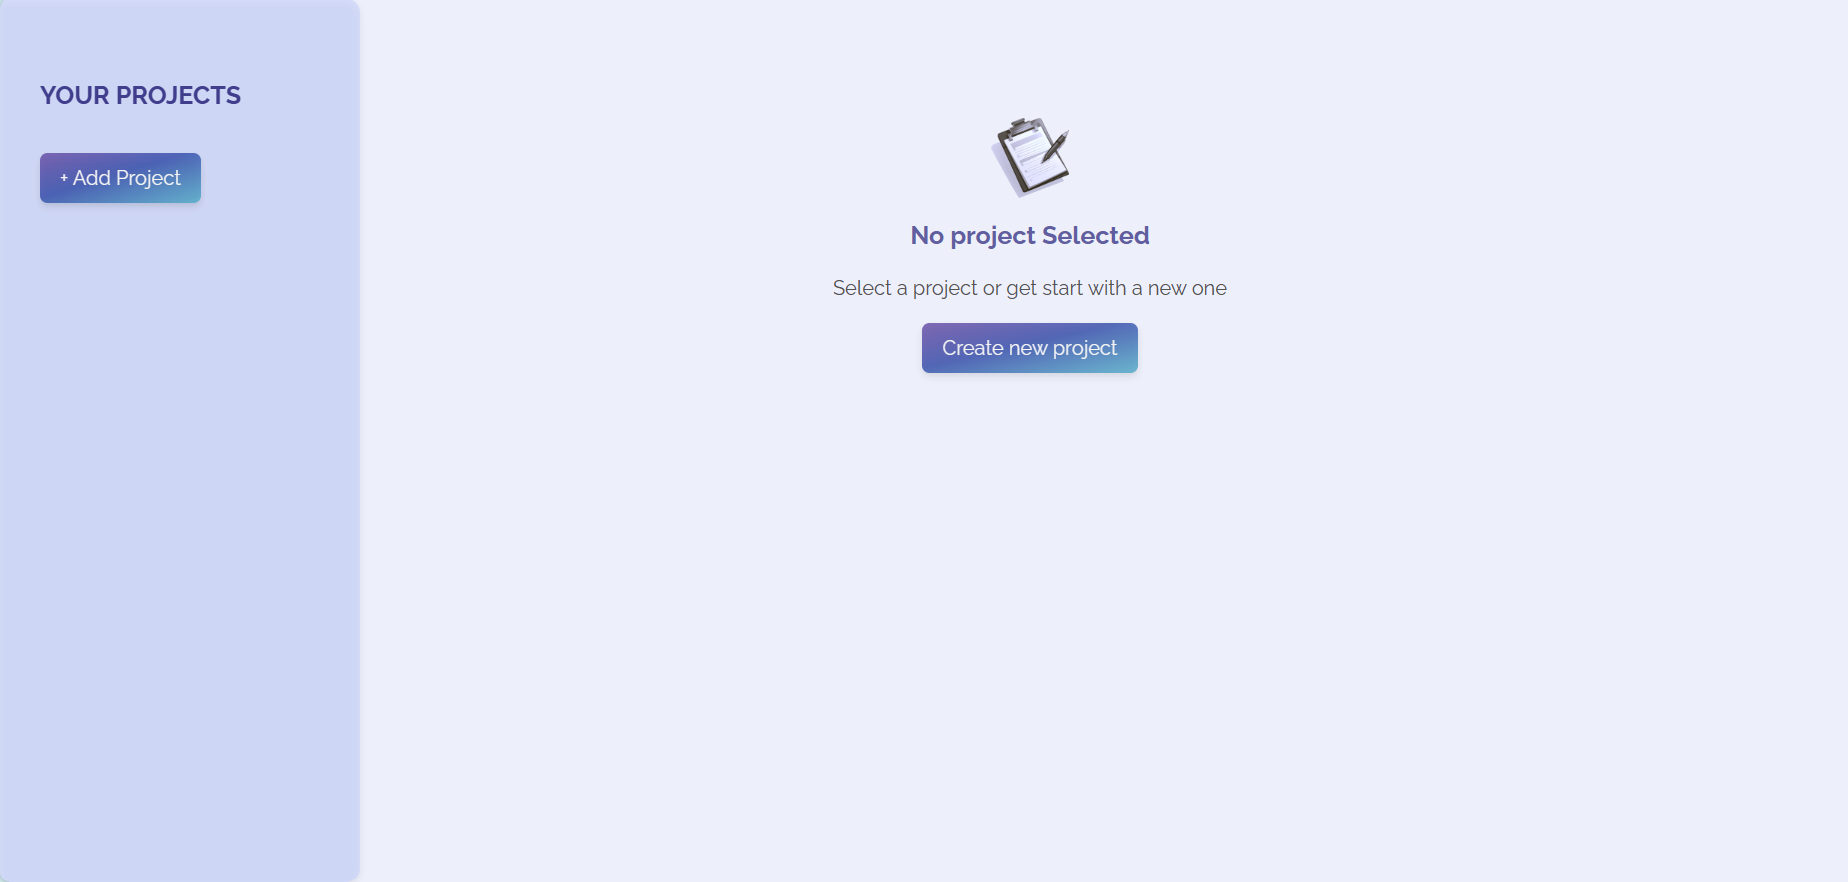 YOUR PROJECTS
+ Add Project
No project Selected
Select a project or get start with a new one
Create new project